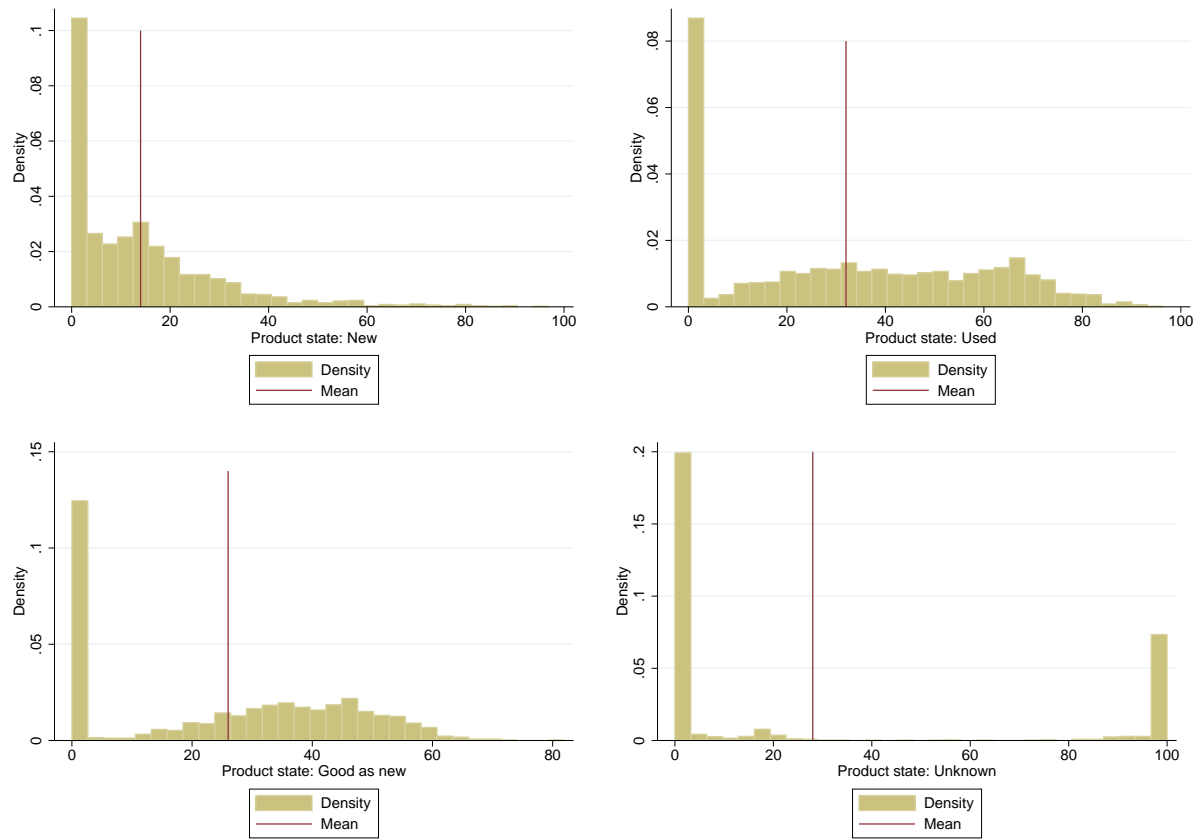 Density
0 .02 .04 .06 .08 .1
0 20 40 60 80 100
Product state: New
Density
Mean
Density
0 .02 .04 .06 .08
0 20 40 60 80 100
Product state: Used
Density
Mean
Density
0 .05 .1 .15
0 20 40 60 80
Product state: Good as new
Density
Mean
Density
0 .05 .1 .15 .2
0 20 40 60 80 100
Product state: Unknown
Density
Mean